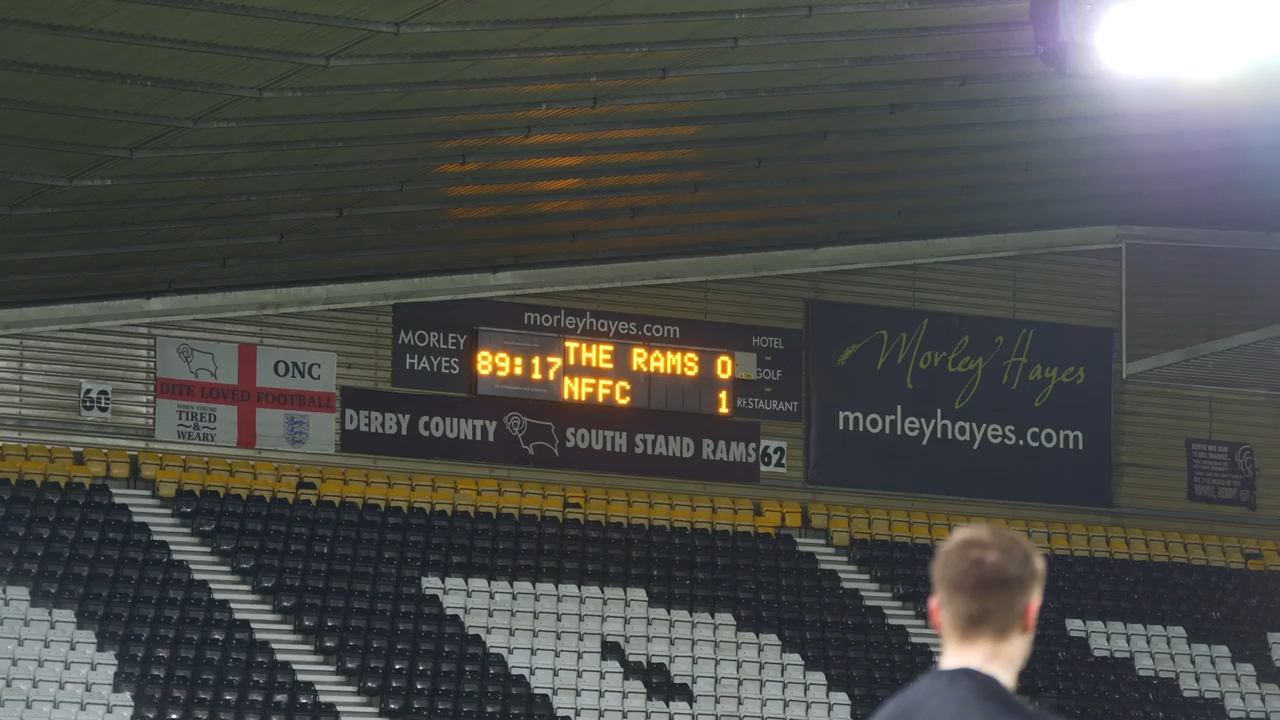 morleyhayes.com
MORLEY
HAYES
HOTEL
GOLF
RESTAURANT
89:17
THE RAMS 0
NFFC 1
Morley Hayes
morleyhayes.com
ONC
DITE LOVED FOOTBALL
WHEN YOU'RE
TIRED
&
WEARY
60
DERBY COUNTY SOUTH STAND RAMS
62